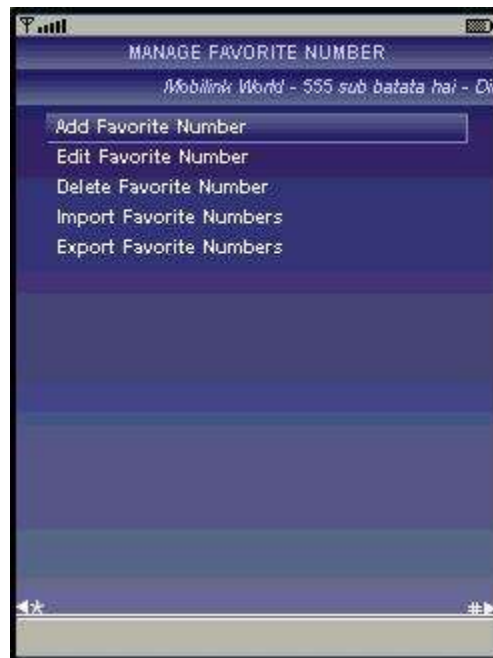 MANAGE FAVORITE NUMBER
Mobilink World - 555 sub batata hai - Di
Add Favorite Number
Edit Favorite Number
Delete Favorite Number
Import Favorite Numbers
Export Favorite Numbers
* #